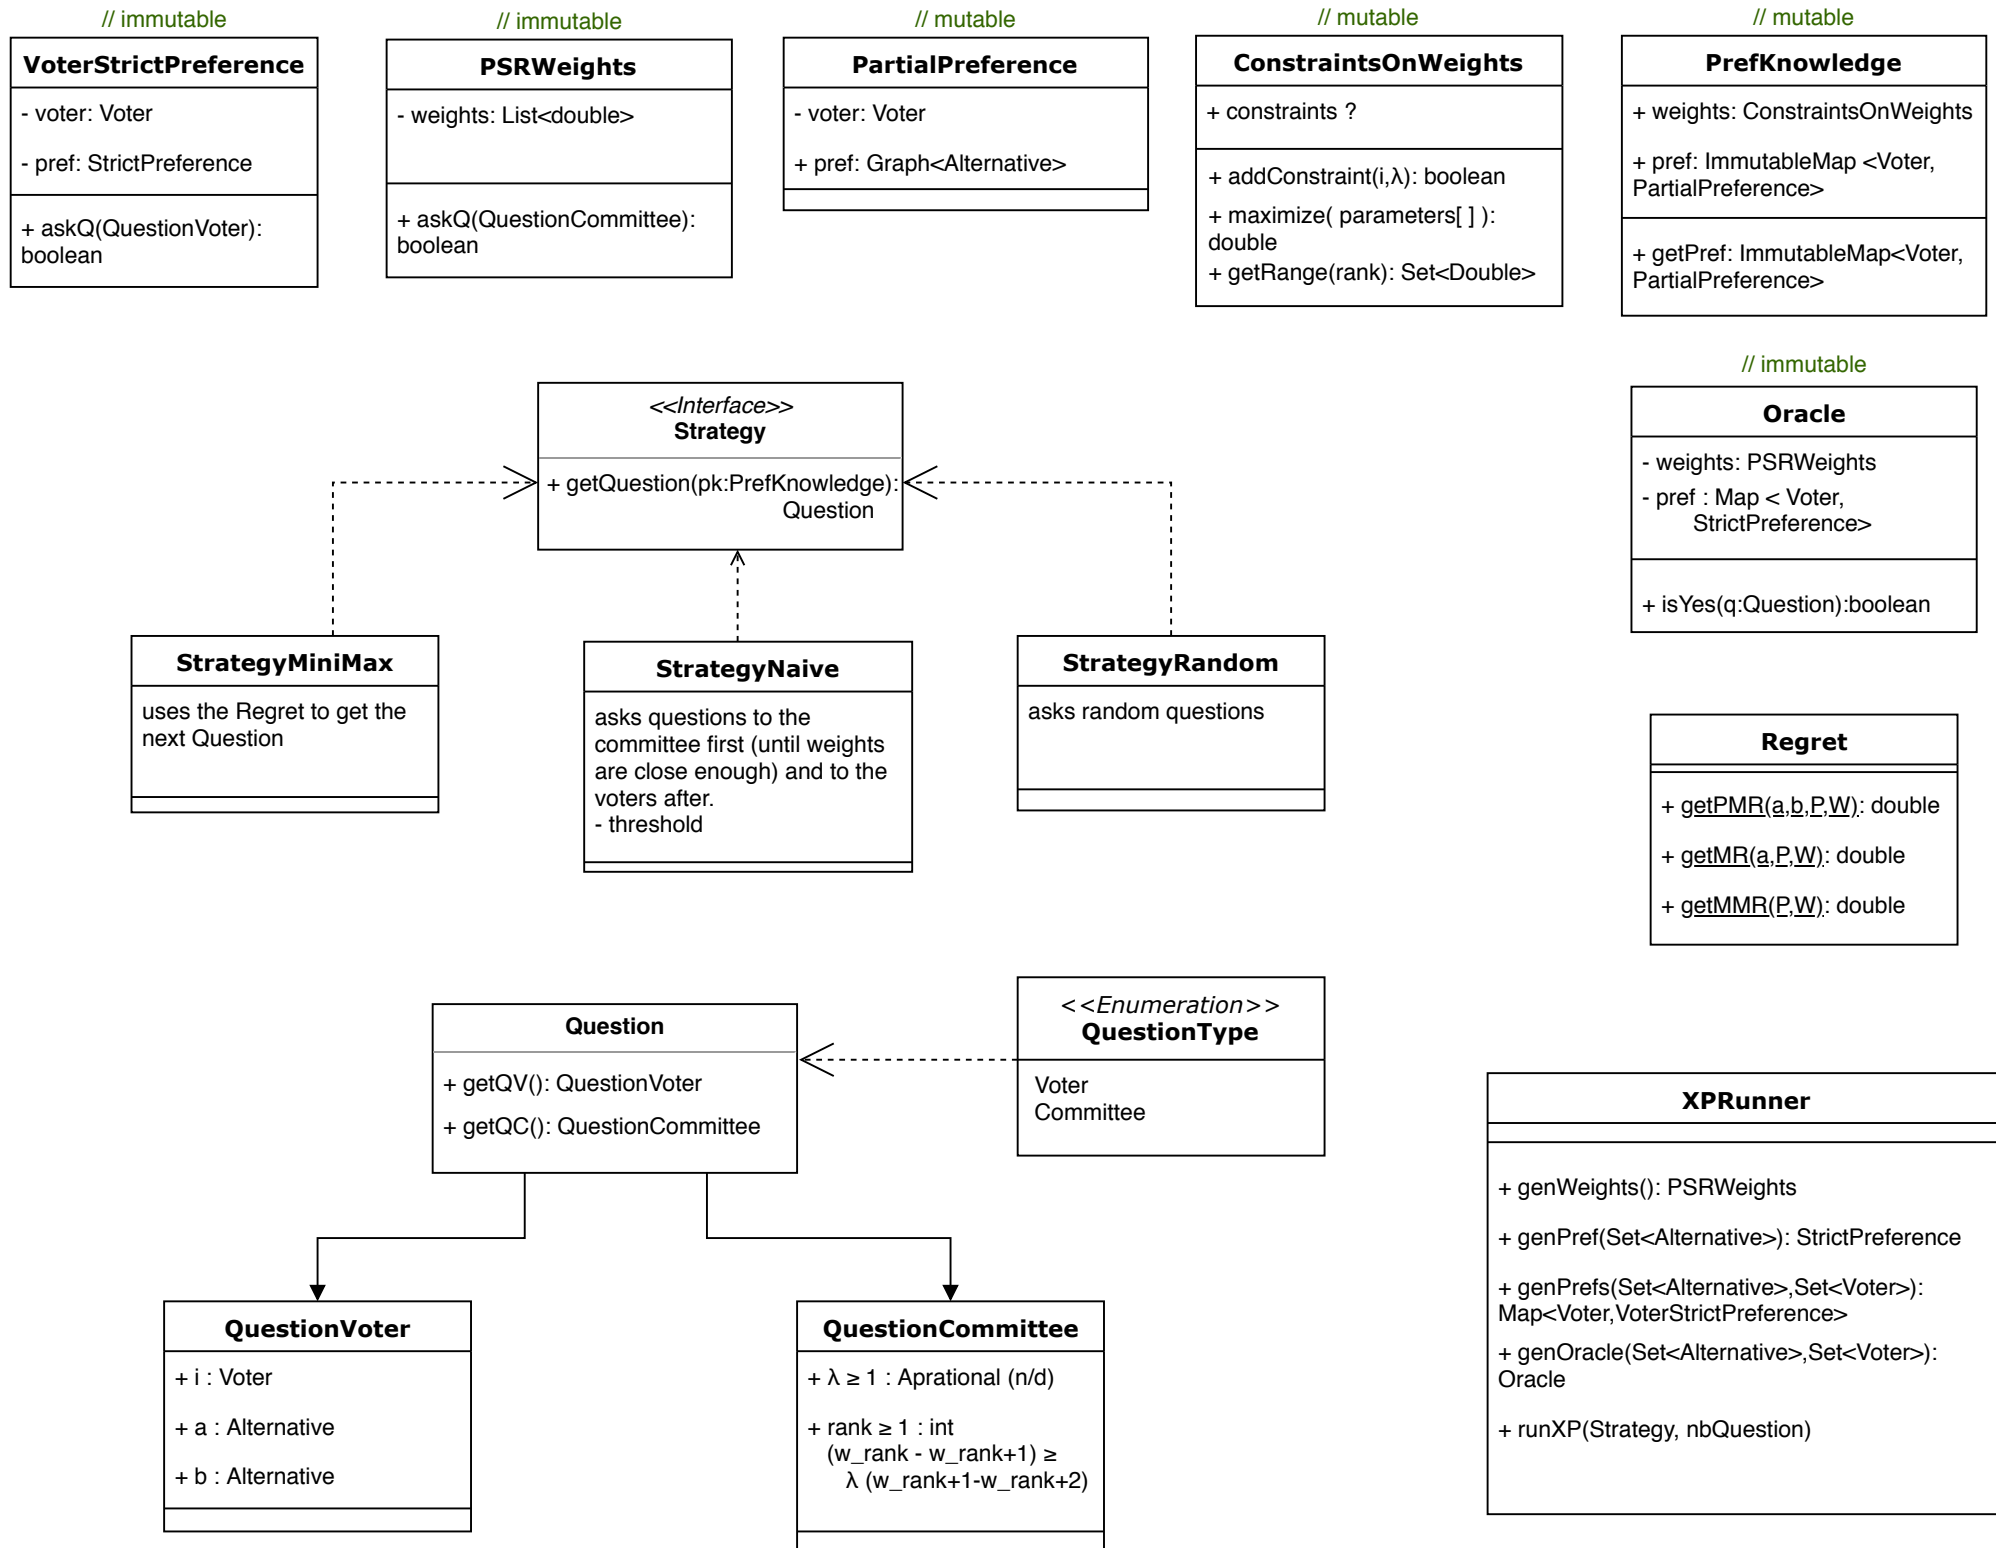 // immutable
VoterStrictPreference
- voter: Voter
- pref: StrictPreference
+ askQ(QuestionVoter):
boolean
// immutable
PSRWeights
- weights: List<double>
+ askQ(QuestionCommittee):
boolean
// mutable
PartialPreference
- voter: Voter
+ pref: Graph<Alternative>
// mutable
ConstraintsOnWeights
+ constraints ?
+ addConstraint(i,λ): boolean
+ maximize( parameters[ ] ):
double
+ getRange(rank): Set<Double>
// mutable
PrefKnowledge
+ weights: ConstraintsOnWeights
+ pref: ImmutableMap <Voter,
PartialPreference>
+ getPref: ImmutableMap<Voter,
PartialPreference>
<<Interface>>
Strategy
+ getQuestion(pk:PrefKnowledge):
Question
// immutable
Oracle
- weights: PSRWeights
- pref : Map < Voter,
StrictPreference>
+ isYes(q:Question):boolean
StrategyMiniMax
uses the Regret to get the
next Question
StrategyNaive
asks questions to the
committee first (until weights
are close enough) and to the
voters after.
- threshold
StrategyRandom
asks random questions
Regret
+ getPMR(a,b,P,W): double
+ getMR(a,P,W): double
+ getMMR(P,W): double
Question
+ getQV(): QuestionVoter
+ getQC(): QuestionCommittee
<<Enumeration>>
QuestionType
Voter
Committee
XPRunner
+ genWeights(): PSRWeights
+ genPref(Set<Alternative>): StrictPreference
+ genPrefs(Set<Alternative>,Set<Voter>):
Map<Voter,VoterStrictPreference>
+ genOracle(Set<Alternative>,Set<Voter>):
Oracle
+ runXP(Strategy, nbQuestion)
QuestionVoter
+ i : Voter
+ a : Alternative
+ b : Alternative
QuestionCommittee
+ λ ≥ 1 : Aprational (n/d)
+ rank ≥ 1 : int
(w_rank - w_rank+1) ≥
λ (w_rank+1-w_rank+2)